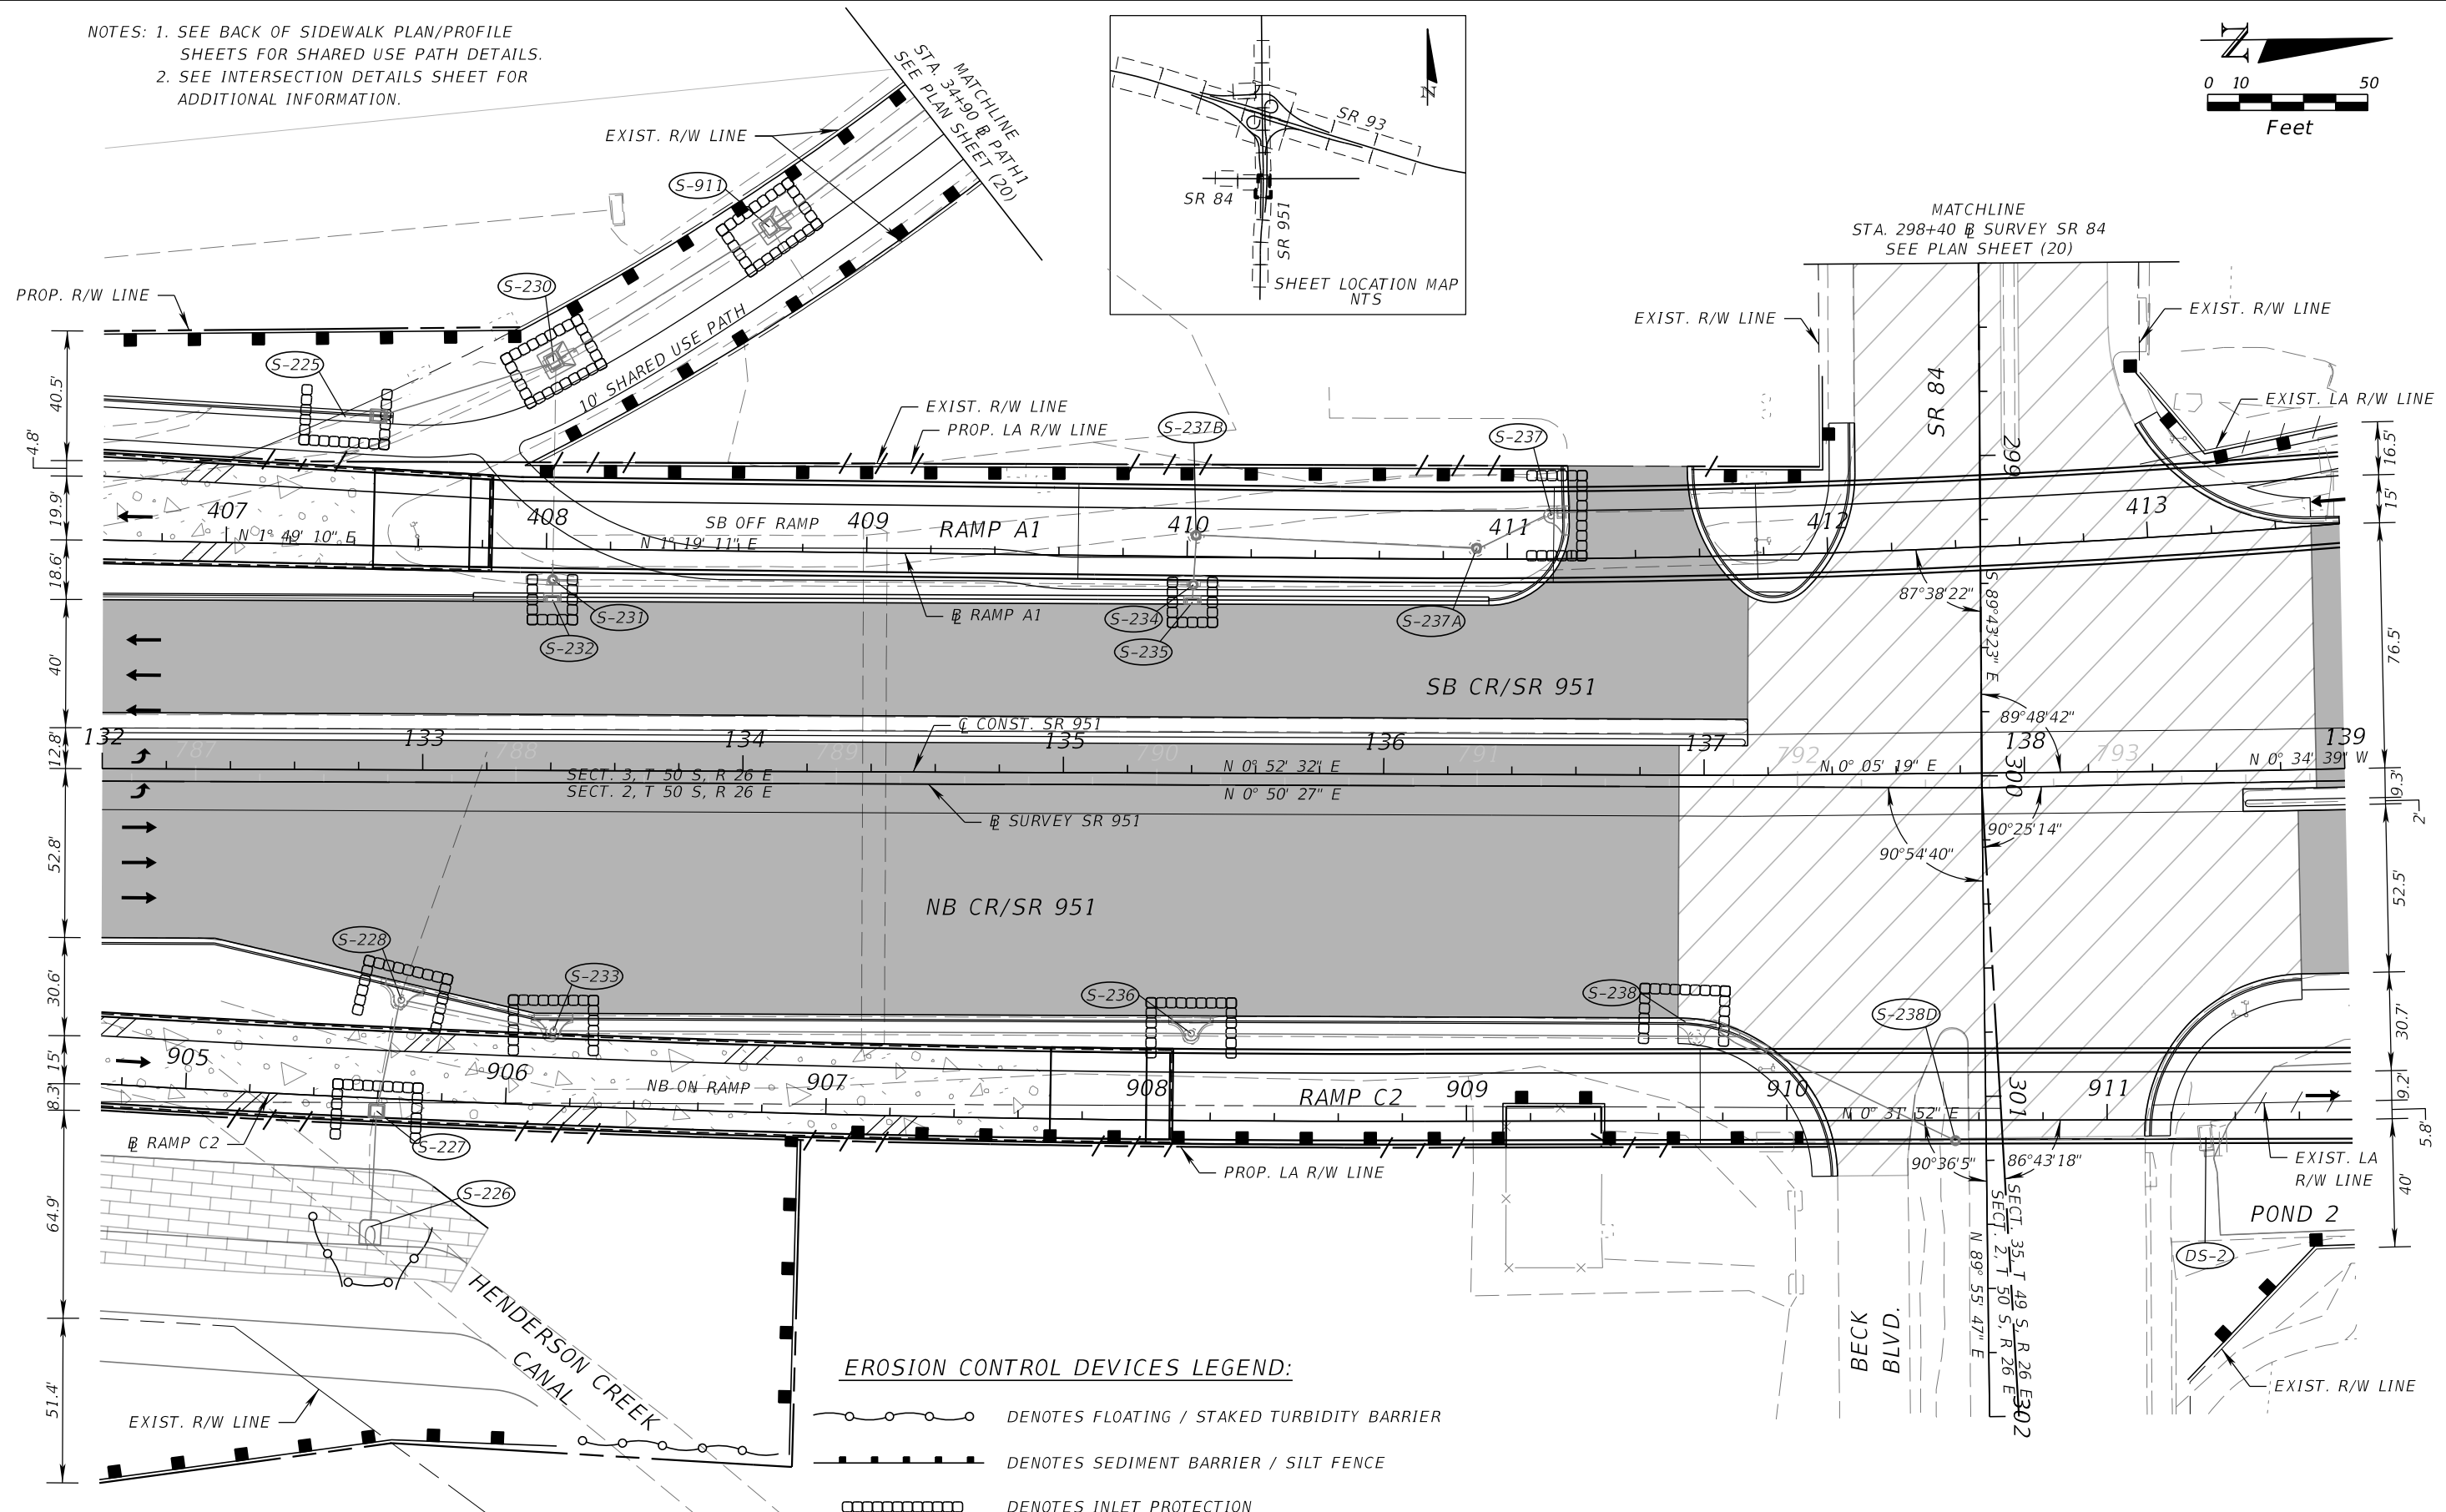 NOTES: 1. SEE BACK OF SIDEWALK PLAN/PROFILE
SHEETS FOR SHARED USE PATH DETAILS.
2. SEE INTERSECTION DETAILS SHEET FOR
ADDITIONAL INFORMATION.
MATCHLINE
STA. 34+90 BL PATH1
SEE PLAN SHEET (20)
SR 93
SR 84
SR 951
N
SHEET LOCATION MAP
NTS
N
0 10 50
Feet
MATCHLINE
STA. 298+40 BL SURVEY SR 84
SEE PLAN SHEET (20)
EXIST. R/W LINE
S-911
S-230
PROP. R/W LINE
S-225
10' SHARED USE PATH
EXIST. R/W LINE
PROP. LA R/W LINE
S-237B
S-237
EXIST. R/W LINE
EXIST. R/W LINE
EXIST. LA R/W LINE
SR 84
299
40.5'
4.8'
19.9'
18.6'
40'
12.8'
52.8'
30.6'
15'
8.3'
64.9'
51.4'
407
N 1° 49' 10" E
408
SB OFF RAMP
409
RAMP A1
410
411
412
413
N 1° 19' 11" E
BL RAMP A1
S-231
S-232
S-234
S-235
S-237A
87°38'22"
S 89°43'23" E
SB CR/SR 951
89°48'42"
CL CONST. SR 951
132
133
134
135
136
137
138
139
787
788
789
790
791
792
793
SECT. 3, T 50 S, R 26 E
SECT. 2, T 50 S, R 26 E
N 0° 52' 32" E
N 0° 50' 27" E
N 0° 05' 19" E
N 0° 34' 39" W
300
BL SURVEY SR 951
90°25'14"
90°54'40"
NB CR/SR 951
16.5'
15'
76.5'
9.3'
2'
52.5'
30.7'
9.2'
5.8'
40'
S-228
S-233
S-236
S-238
S-238D
905
906
NB ON RAMP
907
908
RAMP C2
909
910
911
N 0° 31' 52" E
301
BL RAMP C2
S-227
PROP. LA R/W LINE
90°36'5"
86°43'18"
EXIST. LA
R/W LINE
S-226
POND 2
DS-2
SECT. 35, T 49 S, R 26 E
SECT. 2, T 50 S, R 26 E
N 89° 55' 47" E
302
HENDERSON CREEK
CANAL
BECK
BLVD.
EXIST. R/W LINE
EXIST. R/W LINE
EROSION CONTROL DEVICES LEGEND:
DENOTES FLOATING / STAKED TURBIDITY BARRIER
DENOTES SEDIMENT BARRIER / SILT FENCE
DENOTES INLET PROTECTION